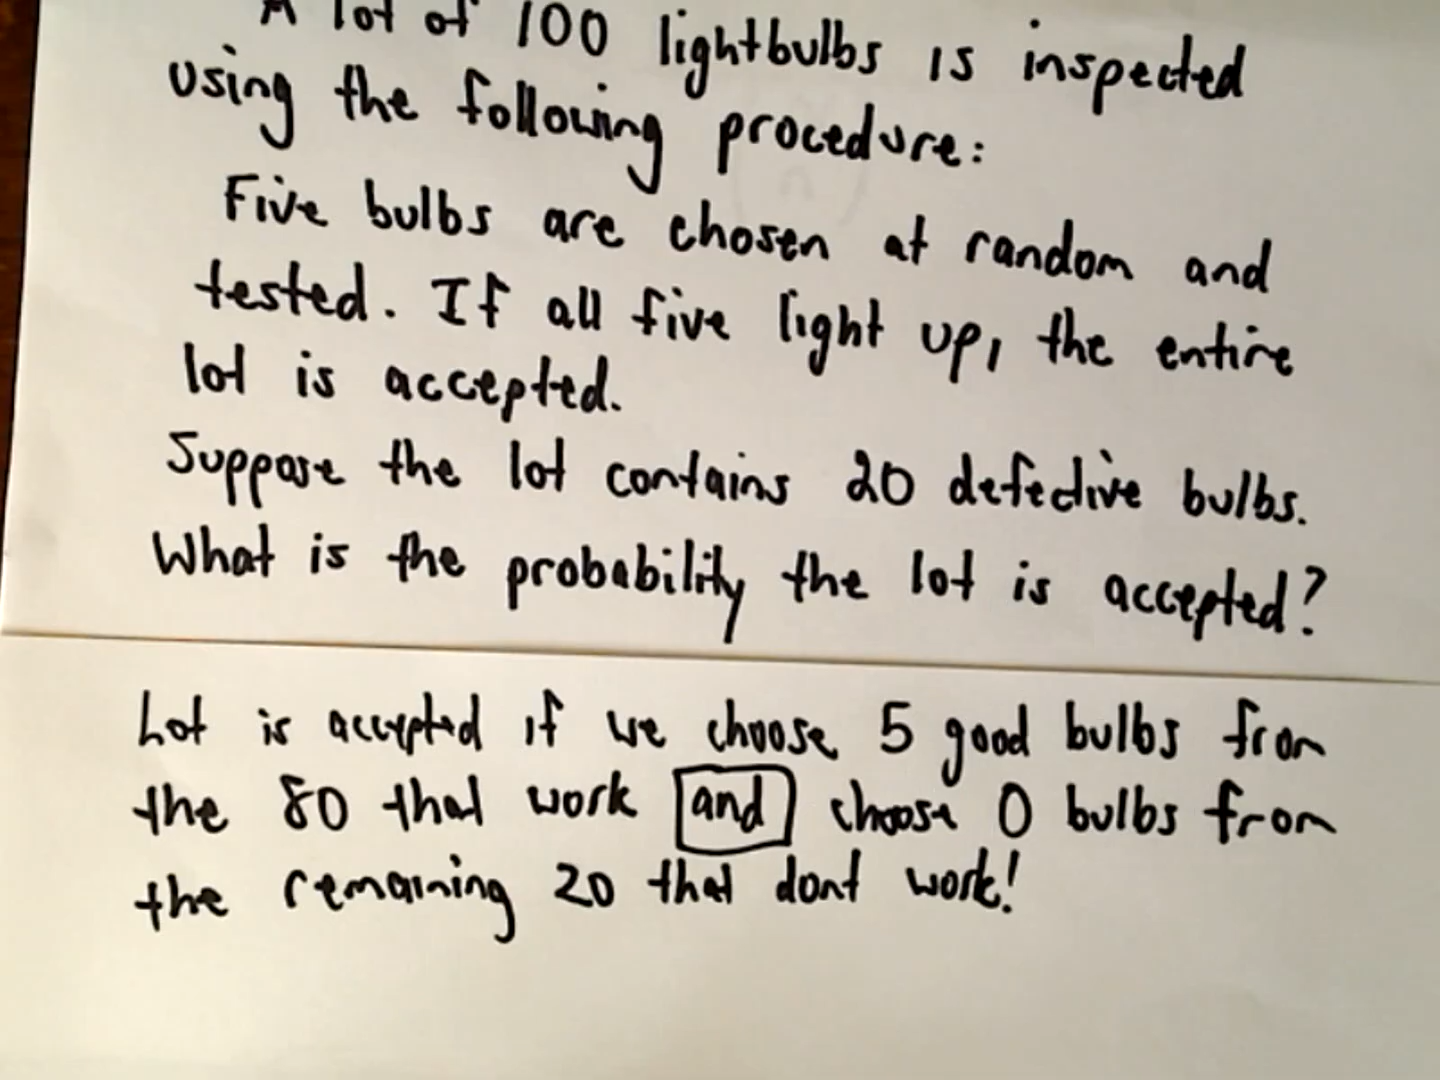 A lot of 100 lightbulbs is inspected
using the following procedure:
Five bulbs are chosen at random and
tested. If all five light up, the entire
lot is accepted.
Suppose the lot contains 20 defective bulbs.
What is the probability the lot is accepted?
Lot is accepted if we choose 5 good bulbs from
the 80 that work and choose 0 bulbs from
the remaining 20 that dont work!